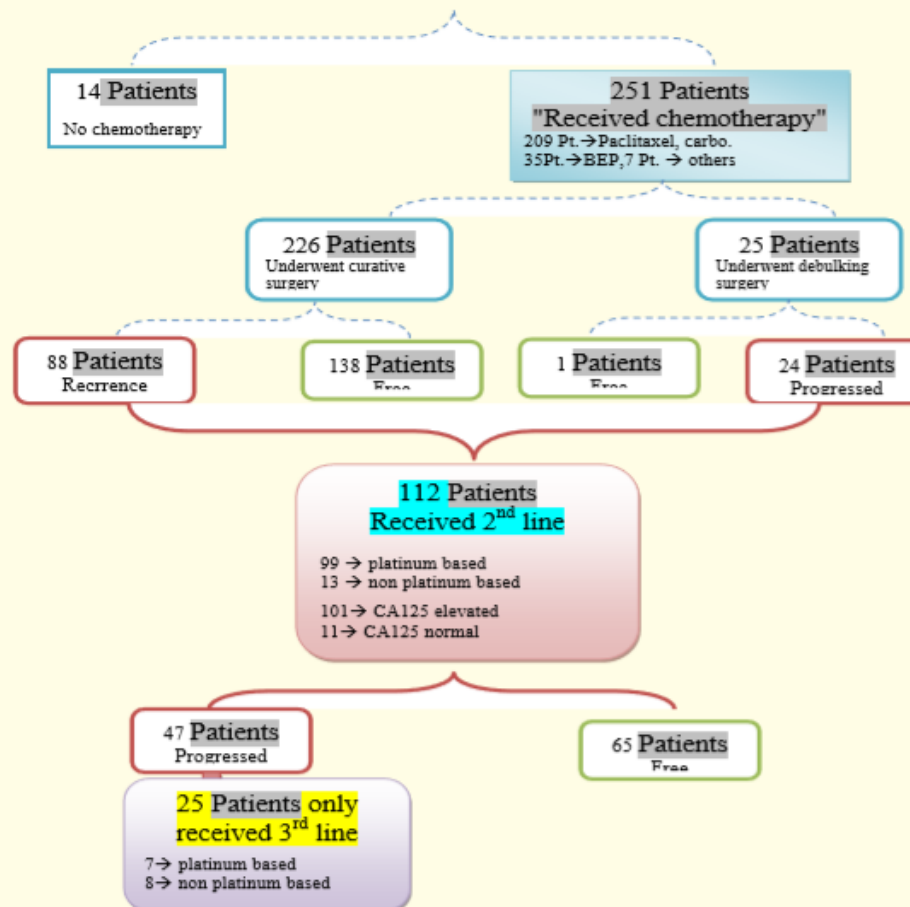 14 Patients
No chemotherapy
251 Patients
"Received chemotherapy"
209 Pt.→Paclitaxel, carbo.
35Pt.→BEP,7 Pt. → others
226 Patients
Underwent curative
surgery
25 Patients
Underwent debulking
surgery
88 Patients
Recrrence
138 Patients
Free
1 Patients
Free
24 Patients
Progressed
112 Patients
Received 2nd line
99 → platinum based
13 → non platinum based
101→ CA125 elevated
11→ CA125 normal
47 Patients
Progressed
65 Patients
Free
25 Patients only
received 3rd line
7→ platinum based
8→ non platinum based